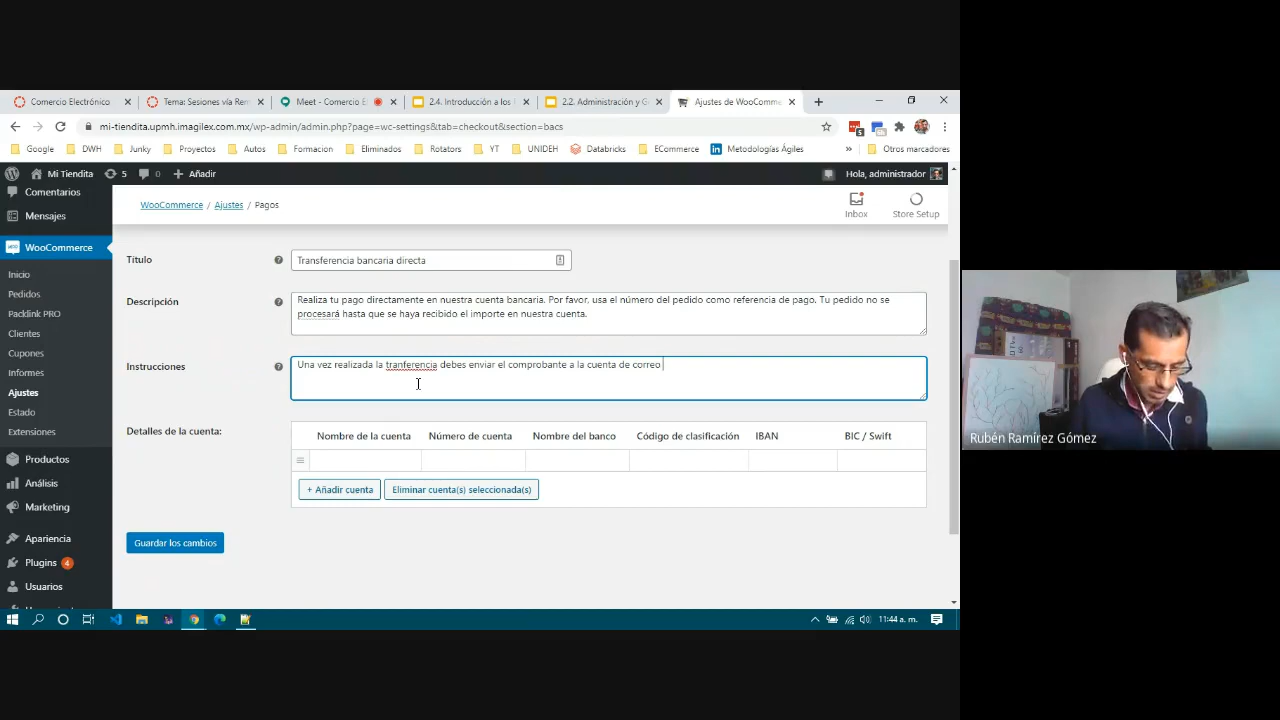 Comercio Electrónico
Tema: Sesiones vía Rem
Meet - Comercio E
2.4. Introducción a los
2.2. Administración y G
Ajustes de WooComme
mi-tiendita.upmh.imagilex.com.mx/wp-admin/admin.php?page=wc-settings&tab=checkout&section=bacs
5
Google
DWH
Junky
Proyectos
Autos
Formacion
Eliminados
Rotators
YT
UNIDEH
Databricks
ECommerce
Metodologías Ágiles
»
Otros marcadores
Mi Tiendita
5
0
Añadir
Hola, administrador
Comentarios
Mensajes
WooCommerce
Inicio
Pedidos
Packlink PRO
Clientes
Cupones
Informes
Ajustes
Estado
Extensiones
Productos
Análisis
Marketing
Apariencia
Plugins 4
Usuarios
WooCommerce / Ajustes / Pagos
Inbox
Store Setup
Título
Transferencia bancaria directa
Descripción
Realiza tu pago directamente en nuestra cuenta bancaria. Por favor, usa el número del pedido como referencia de pago. Tu pedido no se
procesará hasta que se haya recibido el importe en nuestra cuenta.
Instrucciones
Una vez realizada la tranferencia debes enviar el comprobante a la cuenta de correo
Detalles de la cuenta:
Nombre de la cuenta
Número de cuenta
Nombre del banco
Código de clasificación
IBAN
BIC / Swift
+ Añadir cuenta
Eliminar cuenta(s) seleccionada(s)
Guardar los cambios
11:44 a. m.
Rubén Ramírez Gómez